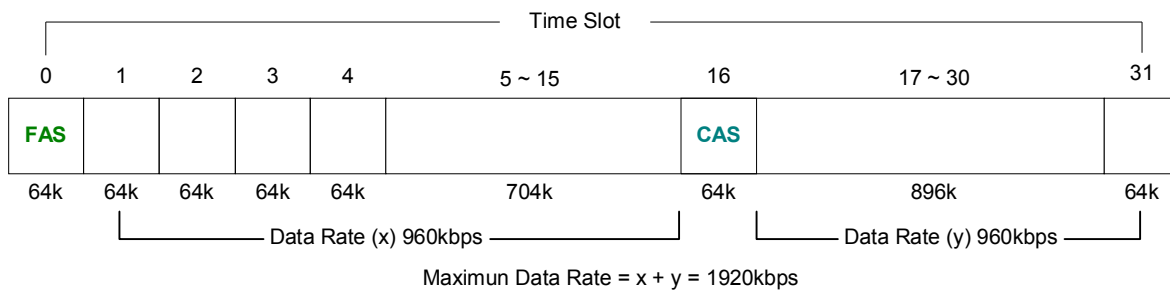 Time Slot
0 1 2 3 4 5 ~ 15 16 17 ~ 30 31
FAS CAS
64k 64k 64k 64k 64k 704k 64k 896k 64k
Data Rate (x) 960kbps Data Rate (y) 960kbps
Maximun Data Rate = x + y = 1920kbps